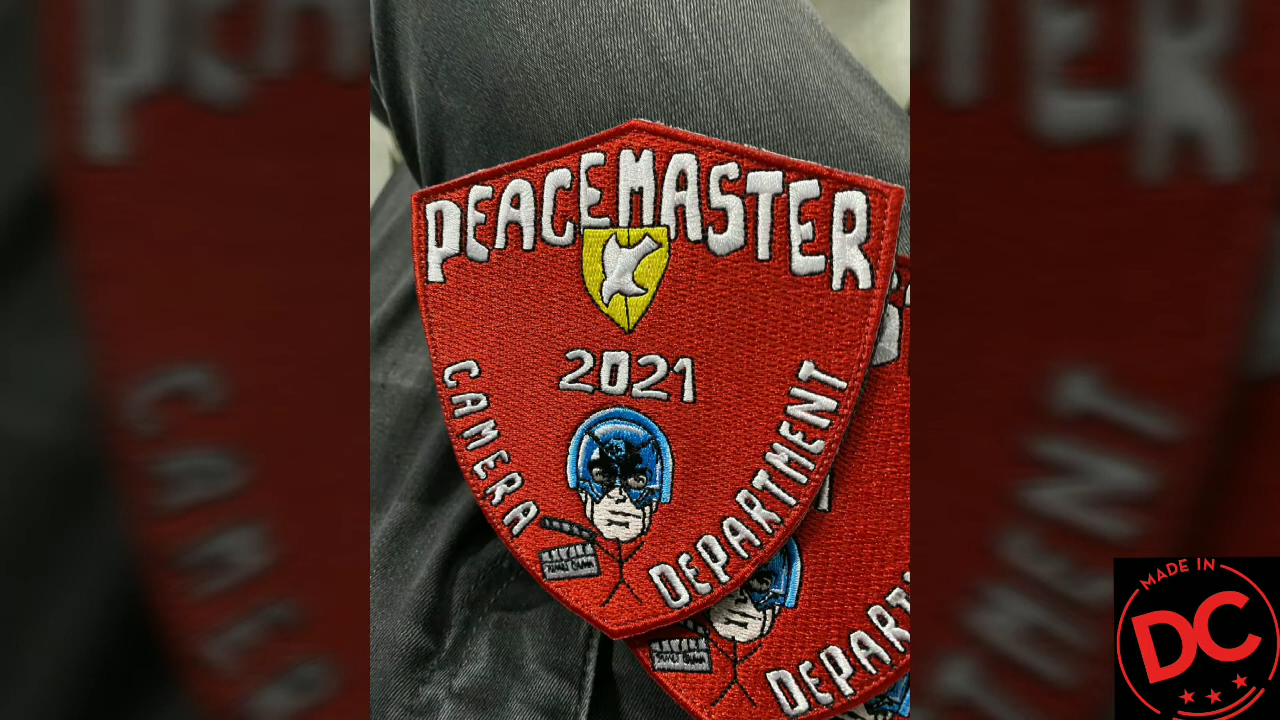 PEACEMASTER
2021
CAMERA
DEPARTMENT
DEPART
MADE IN
DC